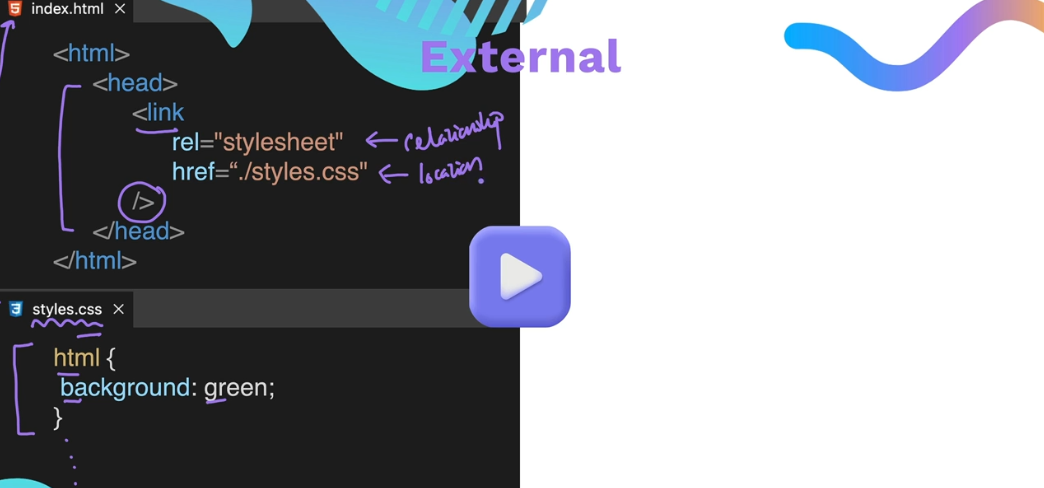 index.html ×
External
<html>
<head>
<link
rel="stylesheet" ← relationship
href=“./styles.css" ← location.
/>
</head>
</html>
styles.css ×
html {
background: green;
}